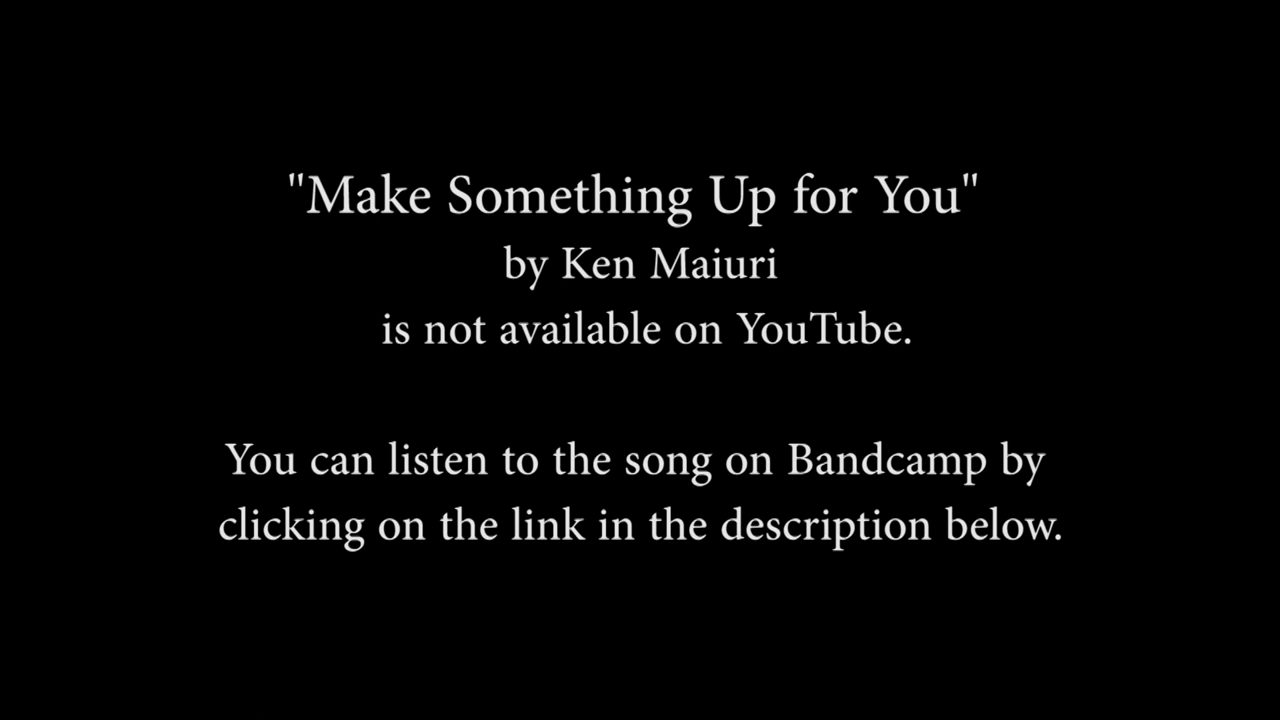 "Make Something Up for You"
by Ken Maiuri
is not available on YouTube.
You can listen to the song on Bandcamp by
clicking on the link in the description below.